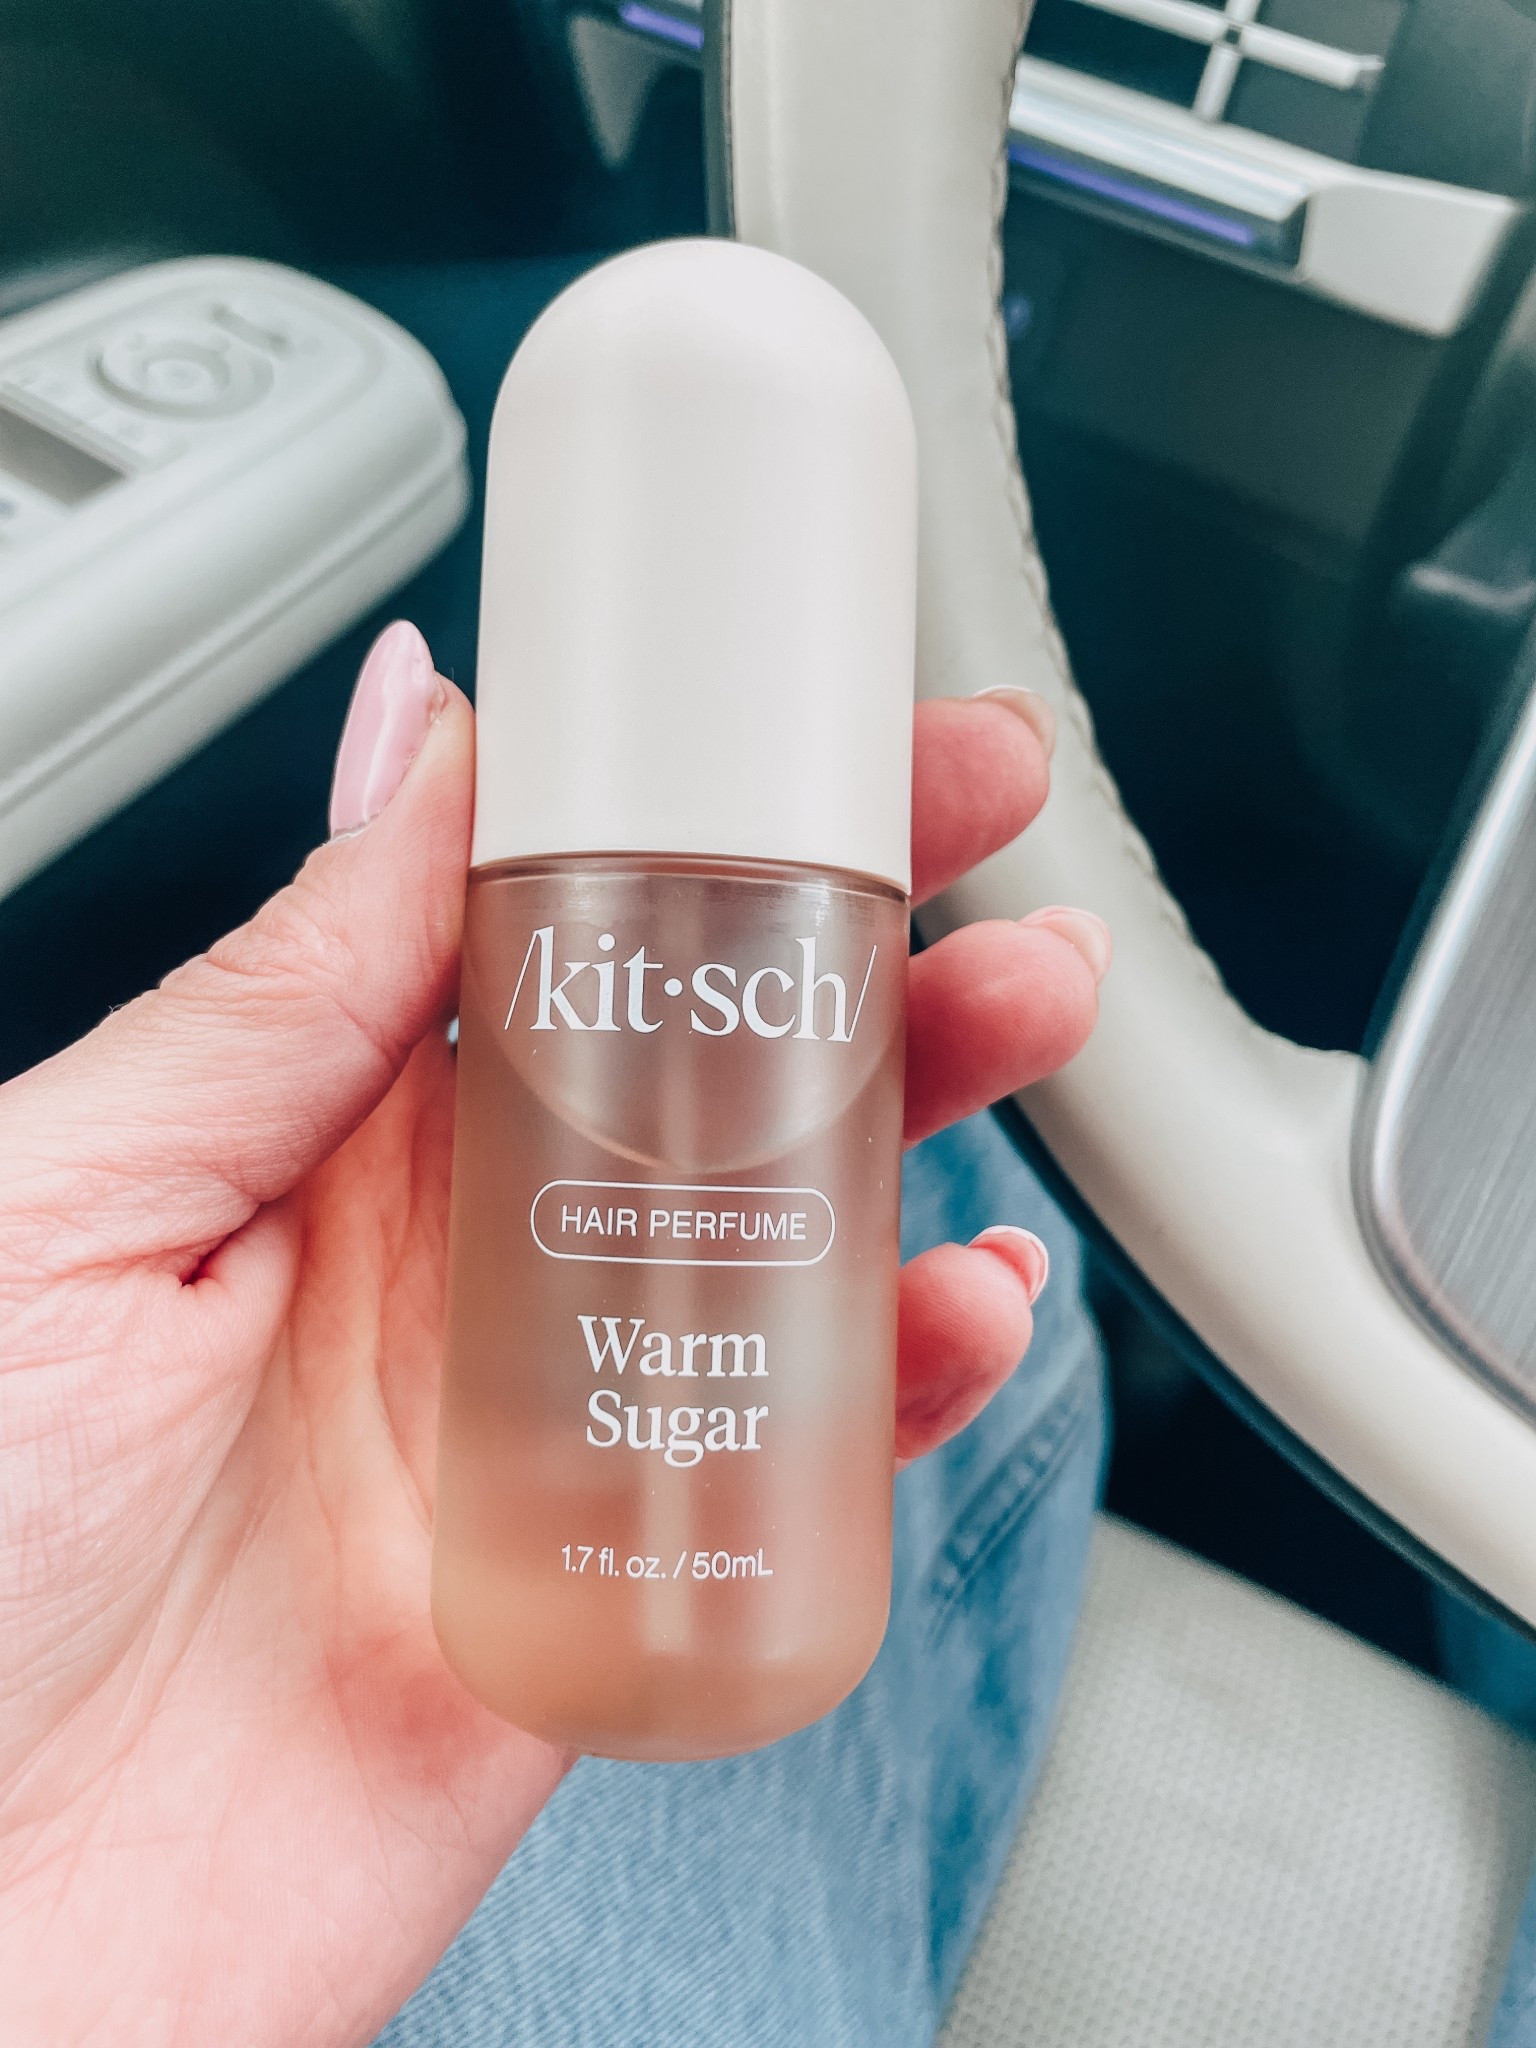 /kit·sch/
HAIR PERFUME
Warm
Sugar
1.7 fl. oz. / 50mL